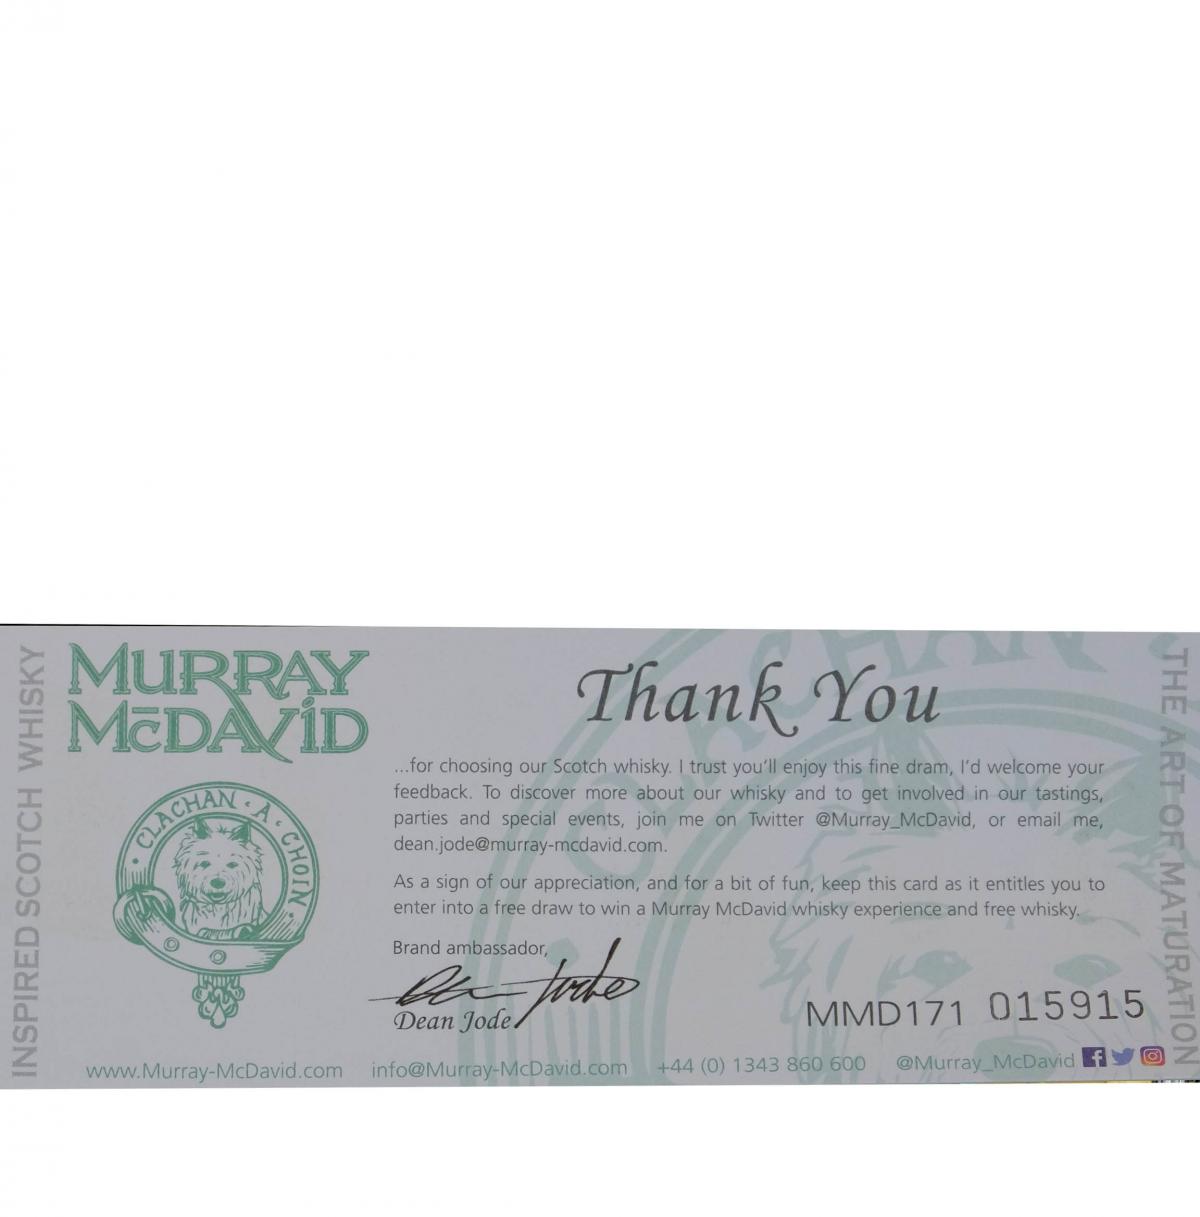 INSPIRED SCOTCH WHISKY
MURRAY
McDAVID
CLACHAN · A · CHOIN
Thank You
...for choosing our Scotch whisky. I trust you'll enjoy this fine dram, I'd welcome your
feedback. To discover more about our whisky and to get involved in our tastings,
parties and special events, join me on Twitter @Murray_McDavid, or email me,
dean.jode@murray-mcdavid.com.
As a sign of our appreciation, and for a bit of fun, keep this card as it entitles you to
enter into a free draw to win a Murray McDavid whisky experience and free whisky.
Brand ambassador,
Dean Jode
Dean Jode
MMD171 015915
www.Murray-McDavid.com info@Murray-McDavid.com +44 (0) 1343 860 600 @Murray_McDavid
THE ART OF MATURATION